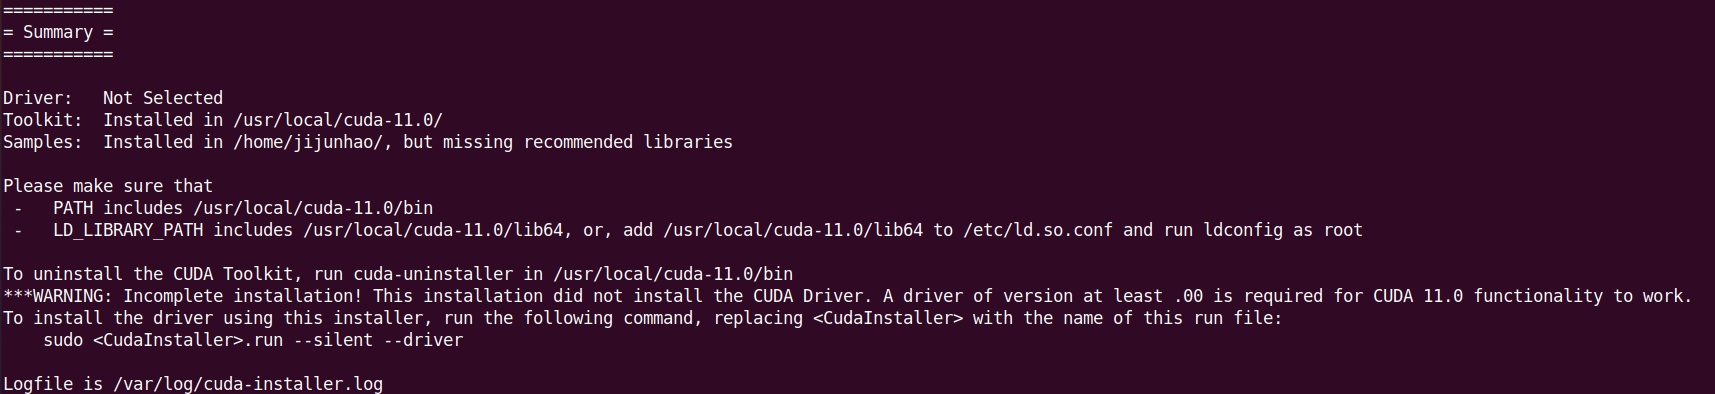 ===========
= Summary =
===========
Driver:   Not Selected
Toolkit:  Installed in /usr/local/cuda-11.0/
Samples:  Installed in /home/jijunhao/, but missing recommended libraries
Please make sure that
 -   PATH includes /usr/local/cuda-11.0/bin
 -   LD_LIBRARY_PATH includes /usr/local/cuda-11.0/lib64, or, add /usr/local/cuda-11.0/lib64 to /etc/ld.so.conf and run ldconfig as root
To uninstall the CUDA Toolkit, run cuda-uninstaller in /usr/local/cuda-11.0/bin
***WARNING: Incomplete installation! This installation did not install the CUDA Driver. A driver of version at least .00 is required for CUDA 11.0 functionality to work.
To install the driver using this installer, run the following command, replacing <CudaInstaller> with the name of this run file:
    sudo <CudaInstaller>.run --silent --driver
Logfile is /var/log/cuda-installer.log